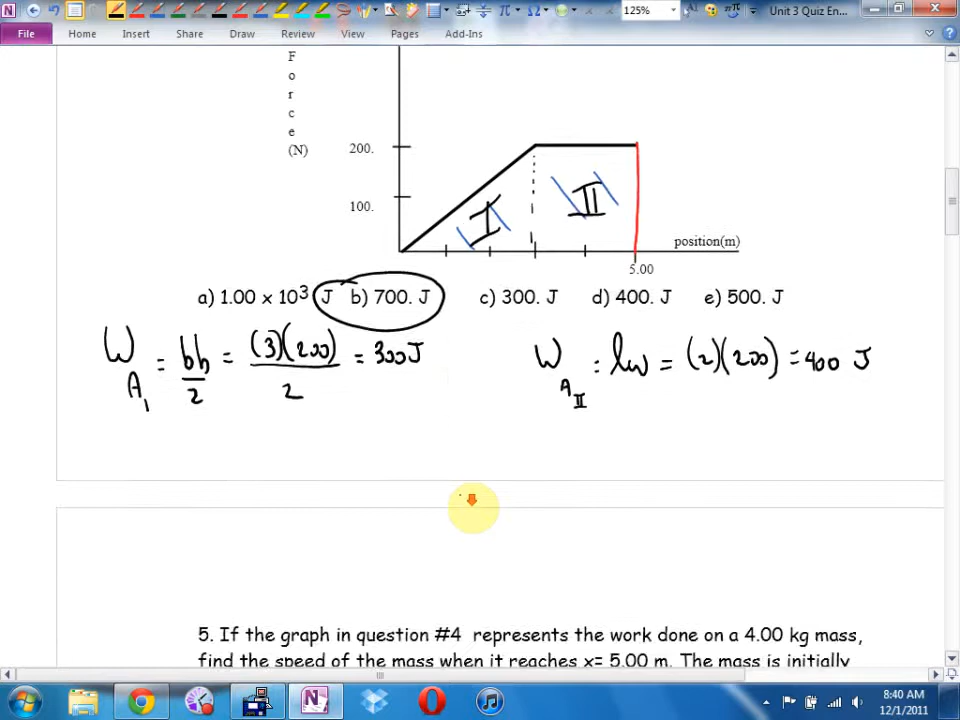 125%
Unit 3 Quiz En...
File Home Insert Share Draw Review View Pages Add-Ins
Force (N)
200.
100.
I
II
position(m)
5.00
a) 1.00 x 10³ J b) 700. J c) 300. J d) 400. J e) 500. J
W_A_I = bh/2 = (3)(200)/2 = 300J
W_A_II = lw = (2)(200) = 400 J
5. If the graph in question #4 represents the work done on a 4.00 kg mass,
find the speed of the mass when it reaches x= 5.00 m. The mass is initially
8:40 AM
12/1/2011